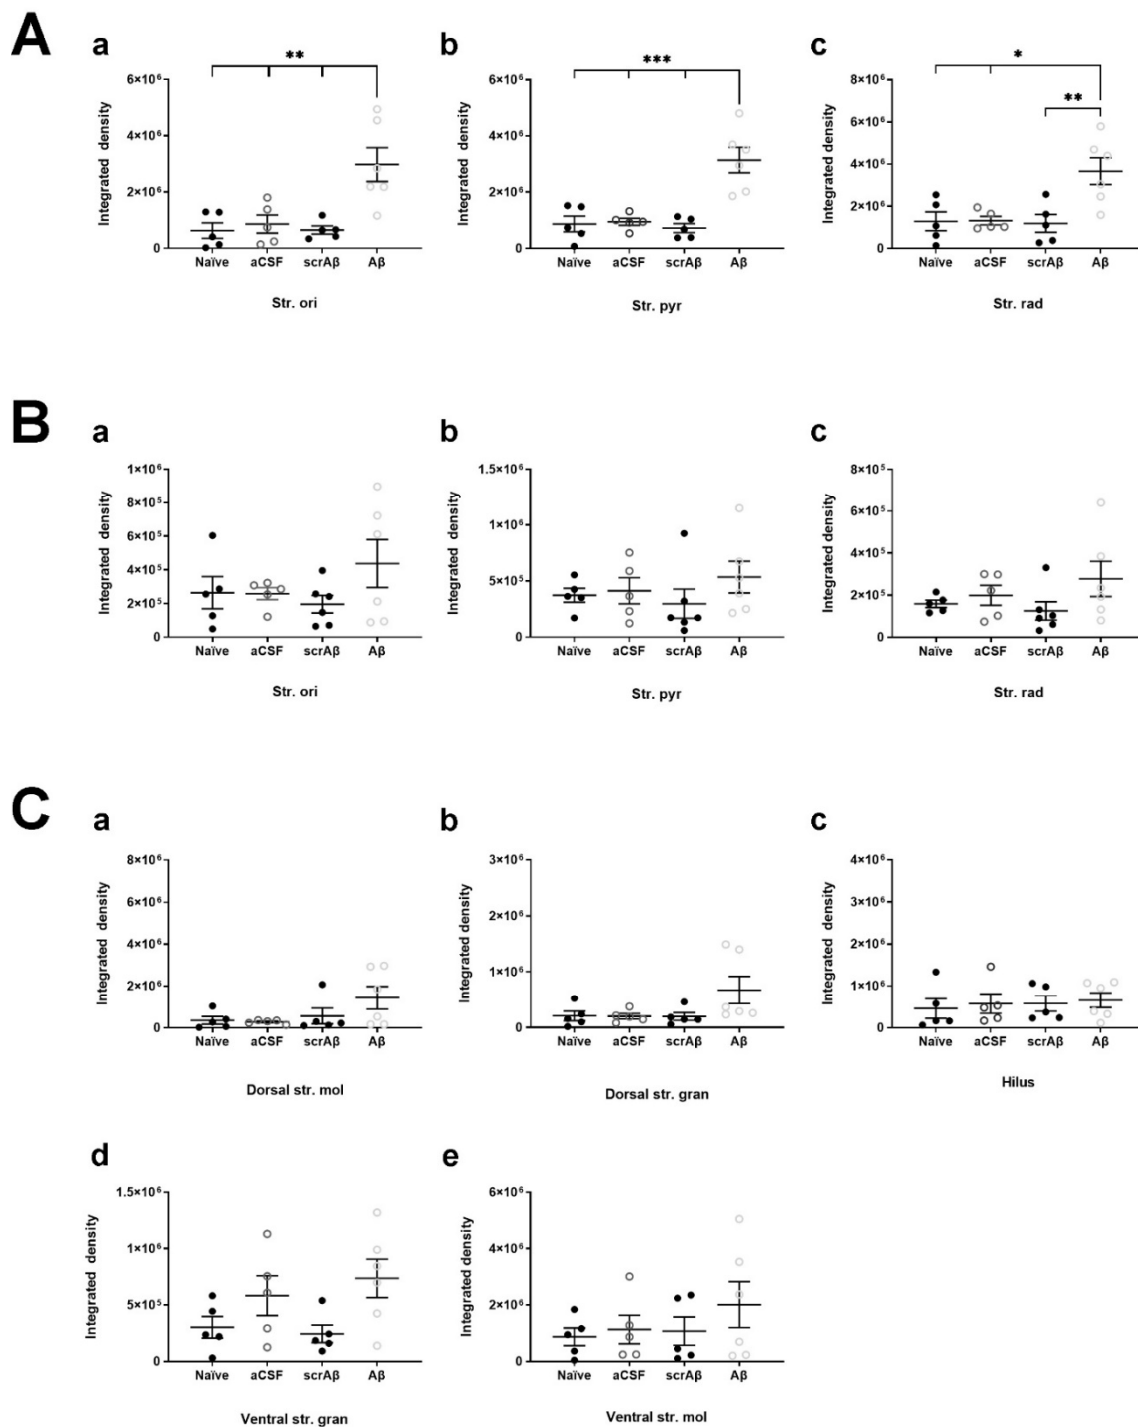 A
a
b
c
**
***
*
**
Integrated density
6×10⁶
4×10⁶
2×10⁶
0
Naïve aCSF scrAβ Aβ
Str. ori
Integrated density
6×10⁶
4×10⁶
2×10⁶
0
Naïve aCSF scrAβ Aβ
Str. pyr
Integrated density
8×10⁶
6×10⁶
4×10⁶
2×10⁶
0
Naïve aCSF scrAβ Aβ
Str. rad
B
a
b
c
Integrated density
1×10⁶
8×10⁵
6×10⁵
4×10⁵
2×10⁵
0
Naïve aCSF scrAβ Aβ
Str. ori
Integrated density
1.5×10⁶
1×10⁶
5×10⁵
0
Naïve aCSF scrAβ Aβ
Str. pyr
Integrated density
8×10⁵
6×10⁵
4×10⁵
2×10⁵
0
Naïve aCSF scrAβ Aβ
Str. rad
C
a
b
c
Integrated density
8×10⁶
6×10⁶
4×10⁶
2×10⁶
0
Naïve aCSF scrAβ Aβ
Dorsal str. mol
Integrated density
3×10⁶
2×10⁶
1×10⁶
0
Naïve aCSF scrAβ Aβ
Dorsal str. gran
Integrated density
4×10⁶
3×10⁶
2×10⁶
1×10⁶
0
Naïve aCSF scrAβ Aβ
Hilus
d
e
Integrated density
1.5×10⁶
1×10⁶
5×10⁵
0
Naïve aCSF scrAβ Aβ
Ventral str. gran
Integrated density
6×10⁶
4×10⁶
2×10⁶
0
Naïve aCSF scrAβ Aβ
Ventral str. mol